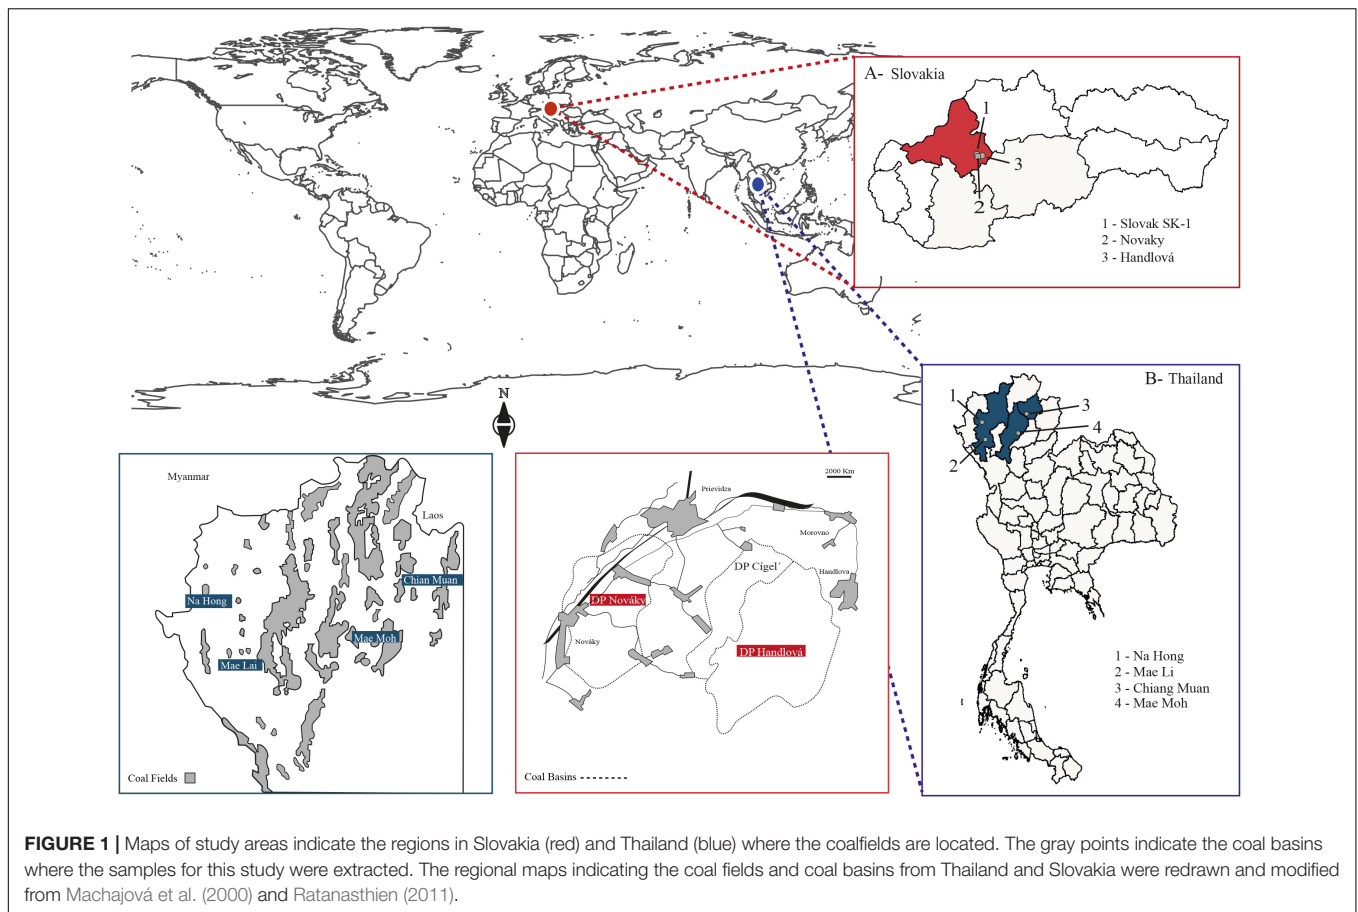 A- Slovakia
1
3
2
1 - Slovak SK-1
2 - Novaky
3 - Handlová
N
B- Thailand
1
3
4
2
1 - Na Hong
2 - Mae Li
3 - Chiang Muan
4 - Mae Moh
Myanmar
Laos
Chian Muan
Na Hong
Mae Moh
Mae Lai
Coal Fields
2000 Km
Prievidza
Morovno
DP Cígel´
Handlova
DP Nováky
Nováky
DP Handlová
Coal Basins
FIGURE 1 | Maps of study areas indicate the regions in Slovakia (red) and Thailand (blue) where the coalfields are located. The gray points indicate the coal basins
where the samples for this study were extracted. The regional maps indicating the coal fields and coal basins from Thailand and Slovakia were redrawn and modified
from Machajová et al. (2000) and Ratanasthien (2011).